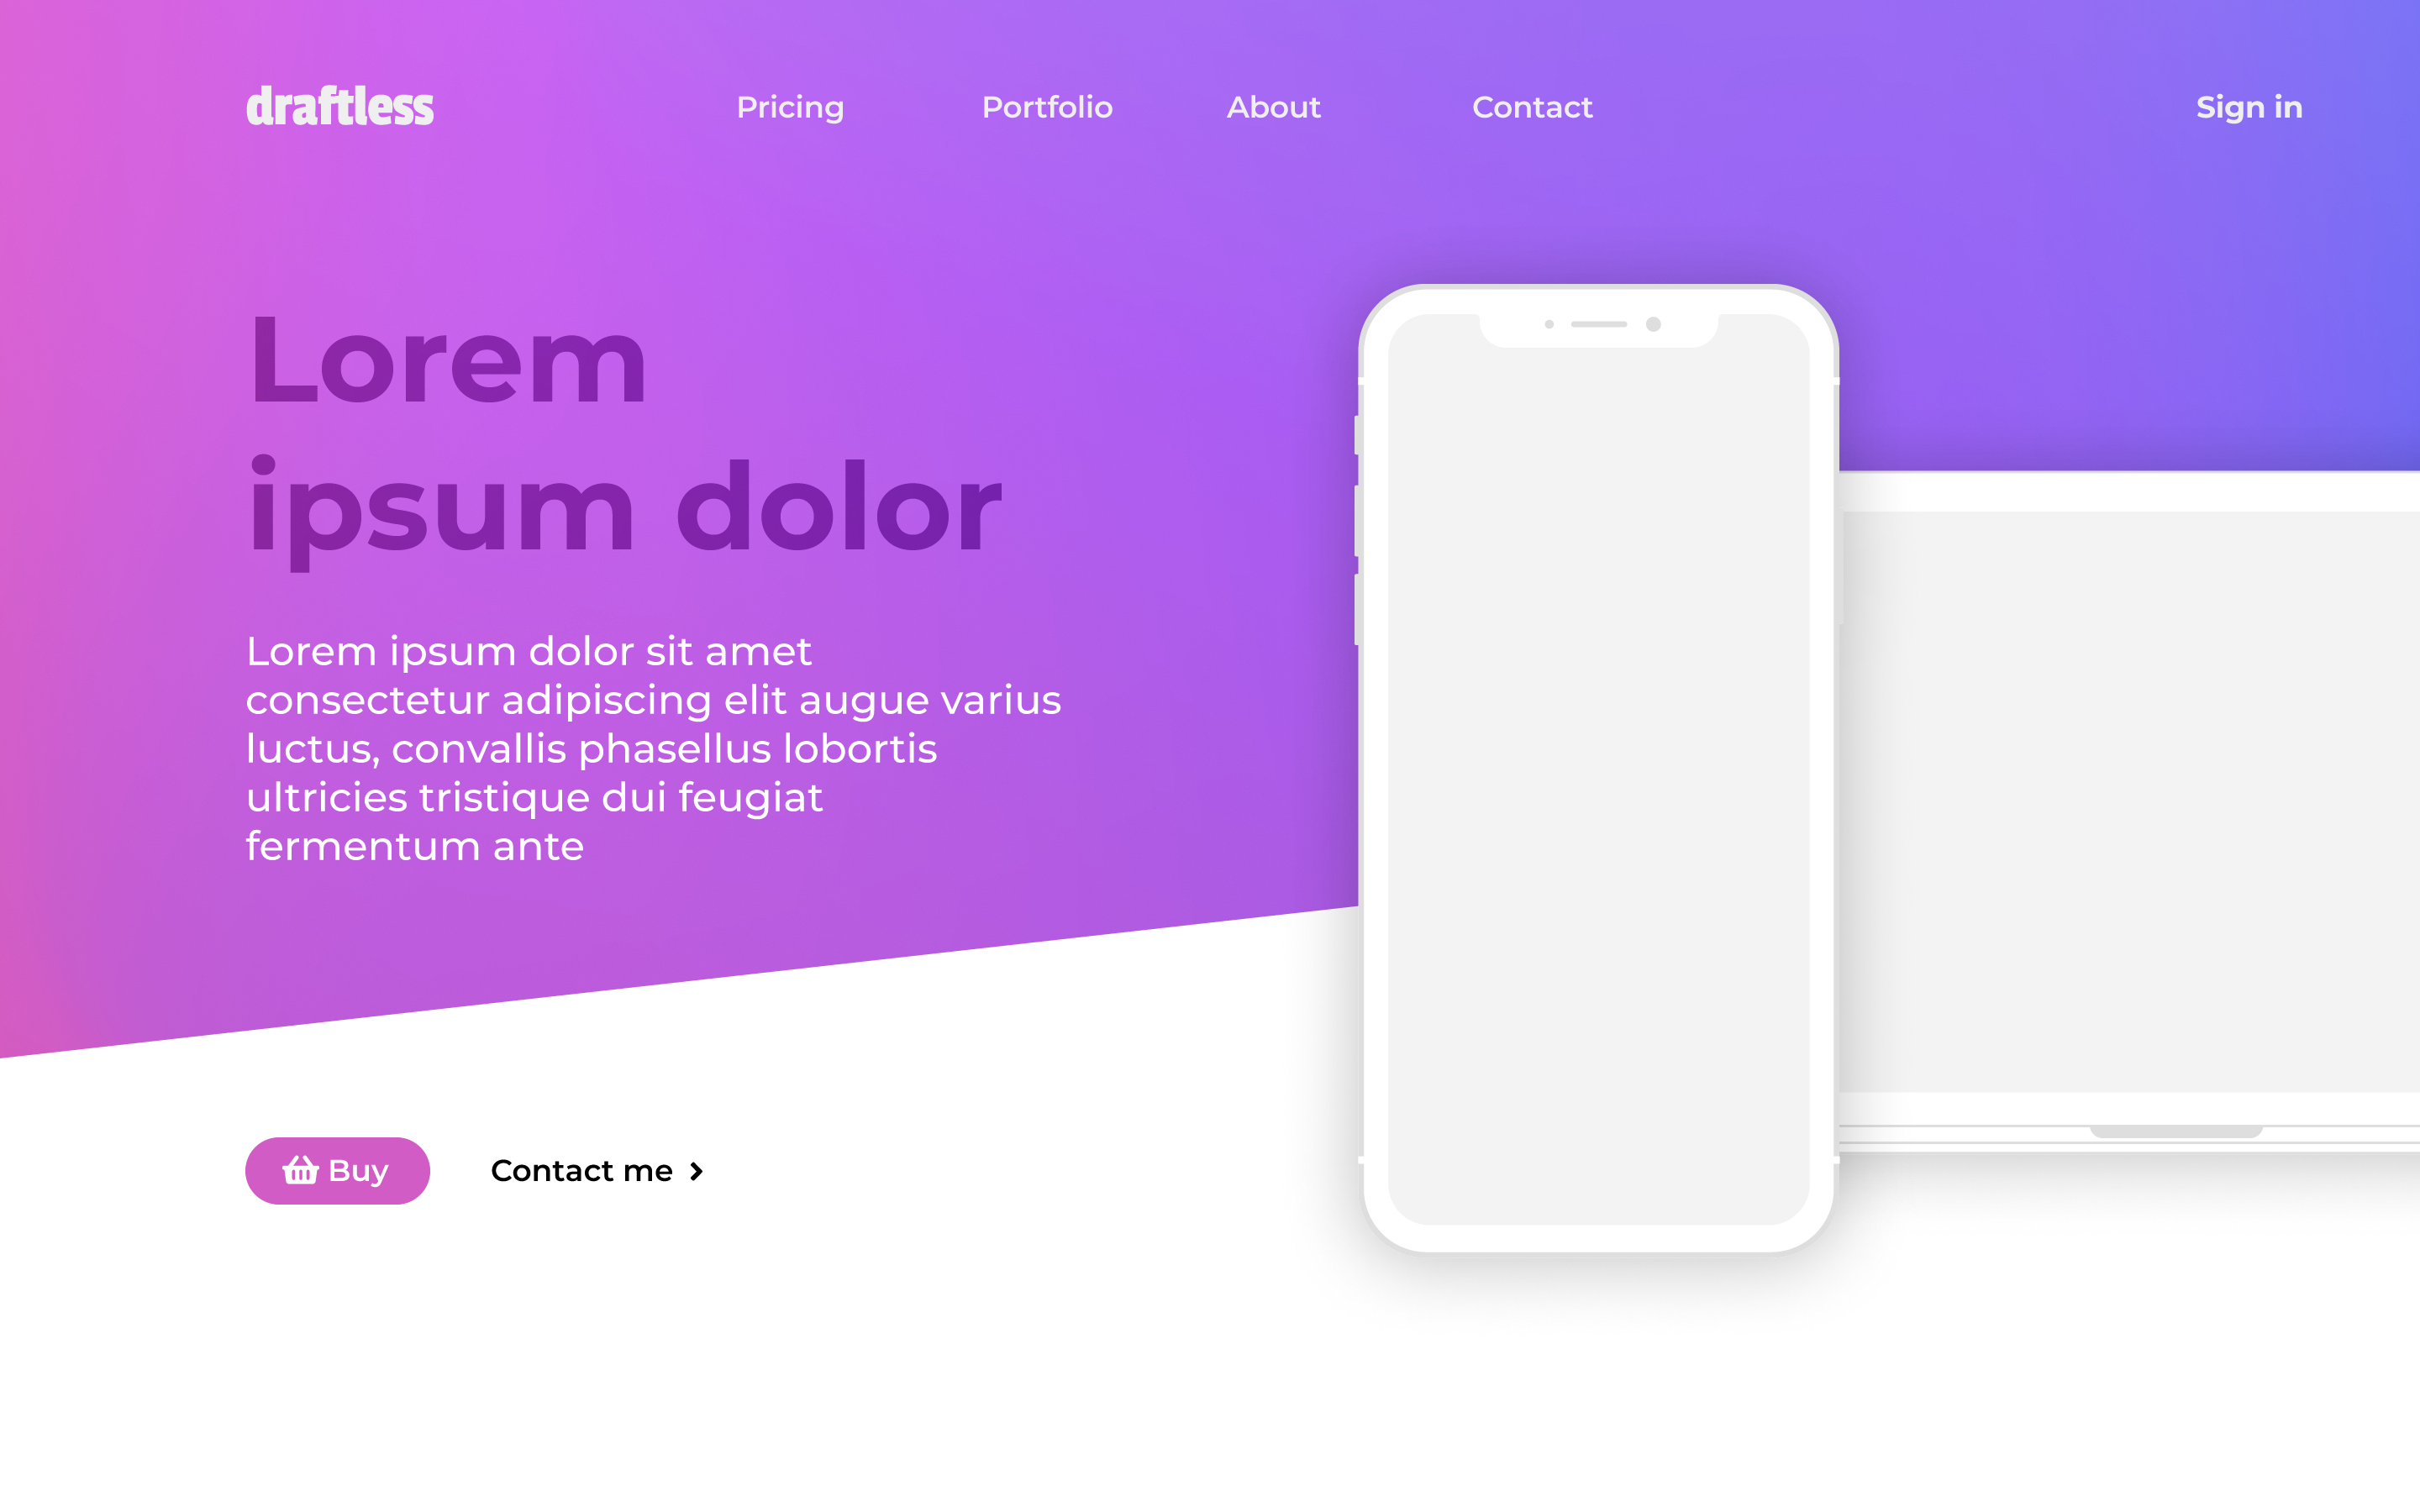 draftless
Pricing
Portfolio
About
Contact
Sign in
Lorem
ipsum dolor
Lorem ipsum dolor sit amet
consectetur adipiscing elit augue varius
luctus, convallis phasellus lobortis
ultricies tristique dui feugiat
fermentum ante
Buy
Contact me